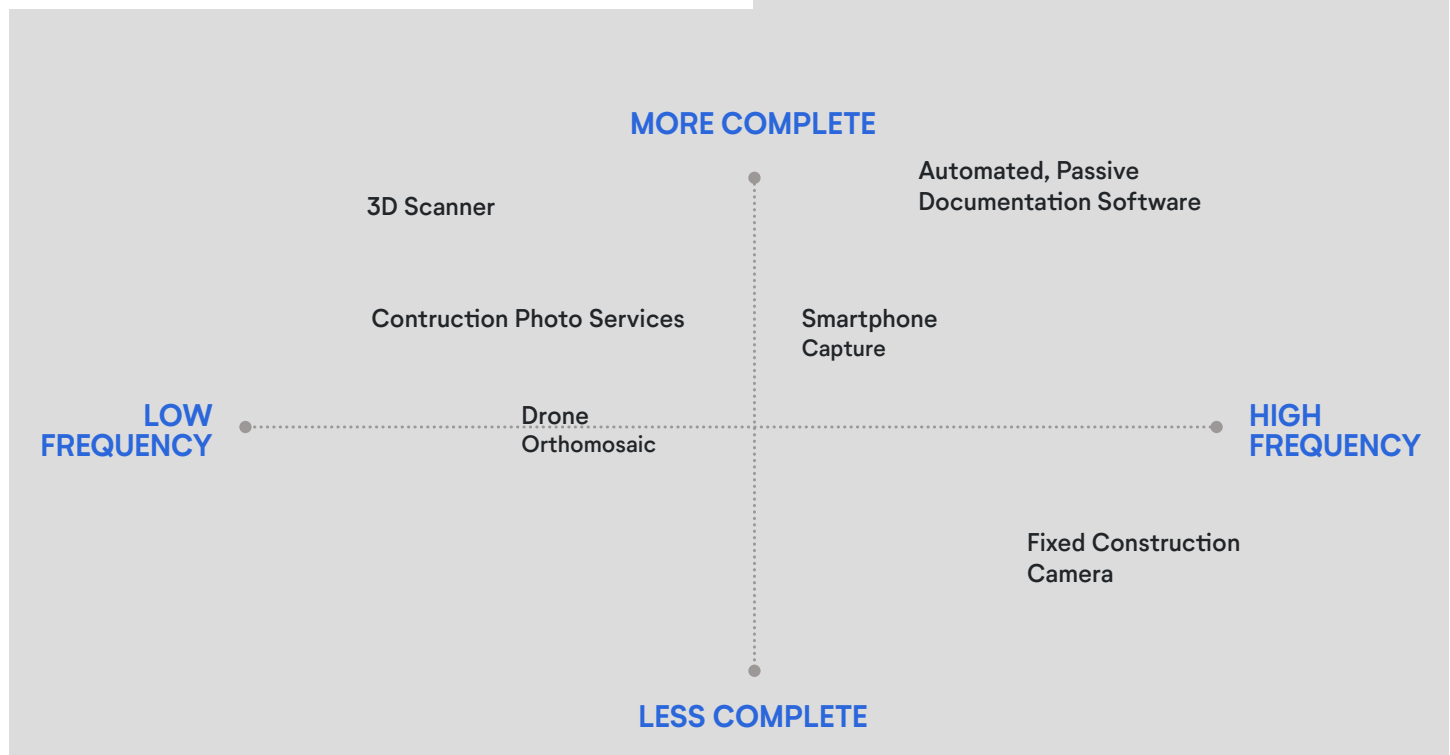 MORE COMPLETE
Automated, Passive
Documentation Software
3D Scanner
Contruction Photo Services
Smartphone
Capture
LOW
FREQUENCY
Drone
Orthomosaic
HIGH
FREQUENCY
Fixed Construction
Camera
LESS COMPLETE